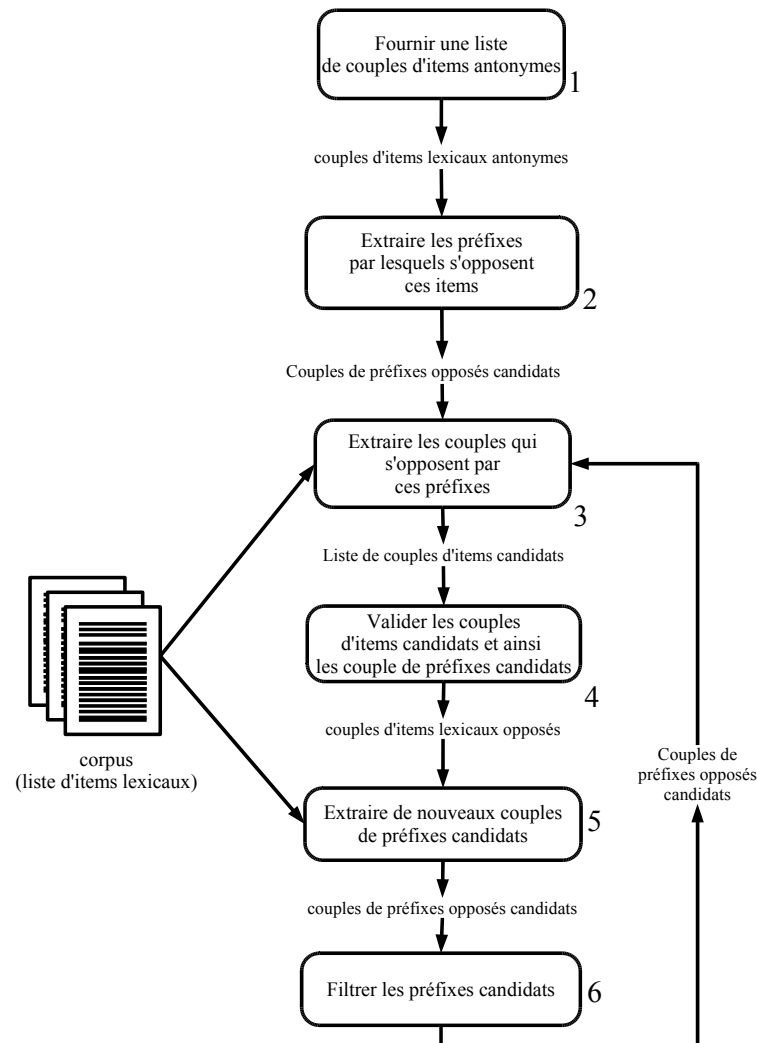 Fournir une liste
de couples d'items antonymes
1
couples d'items lexicaux antonymes
Extraire les préfixes
par lesquels s'opposent
ces items
2
Couples de préfixes opposés candidats
Extraire les couples qui
s'opposent par
ces préfixes
3
Liste de couples d'items candidats
Valider les couples
d'items candidats et ainsi
les couple de préfixes candidats
4
couples d'items lexicaux opposés
corpus
(liste d'items lexicaux)
Couples de
préfixes opposés
candidats
Extraire de nouveaux couples
de préfixes candidats
5
couples de préfixes opposés candidats
Filtrer les préfixes candidats
6